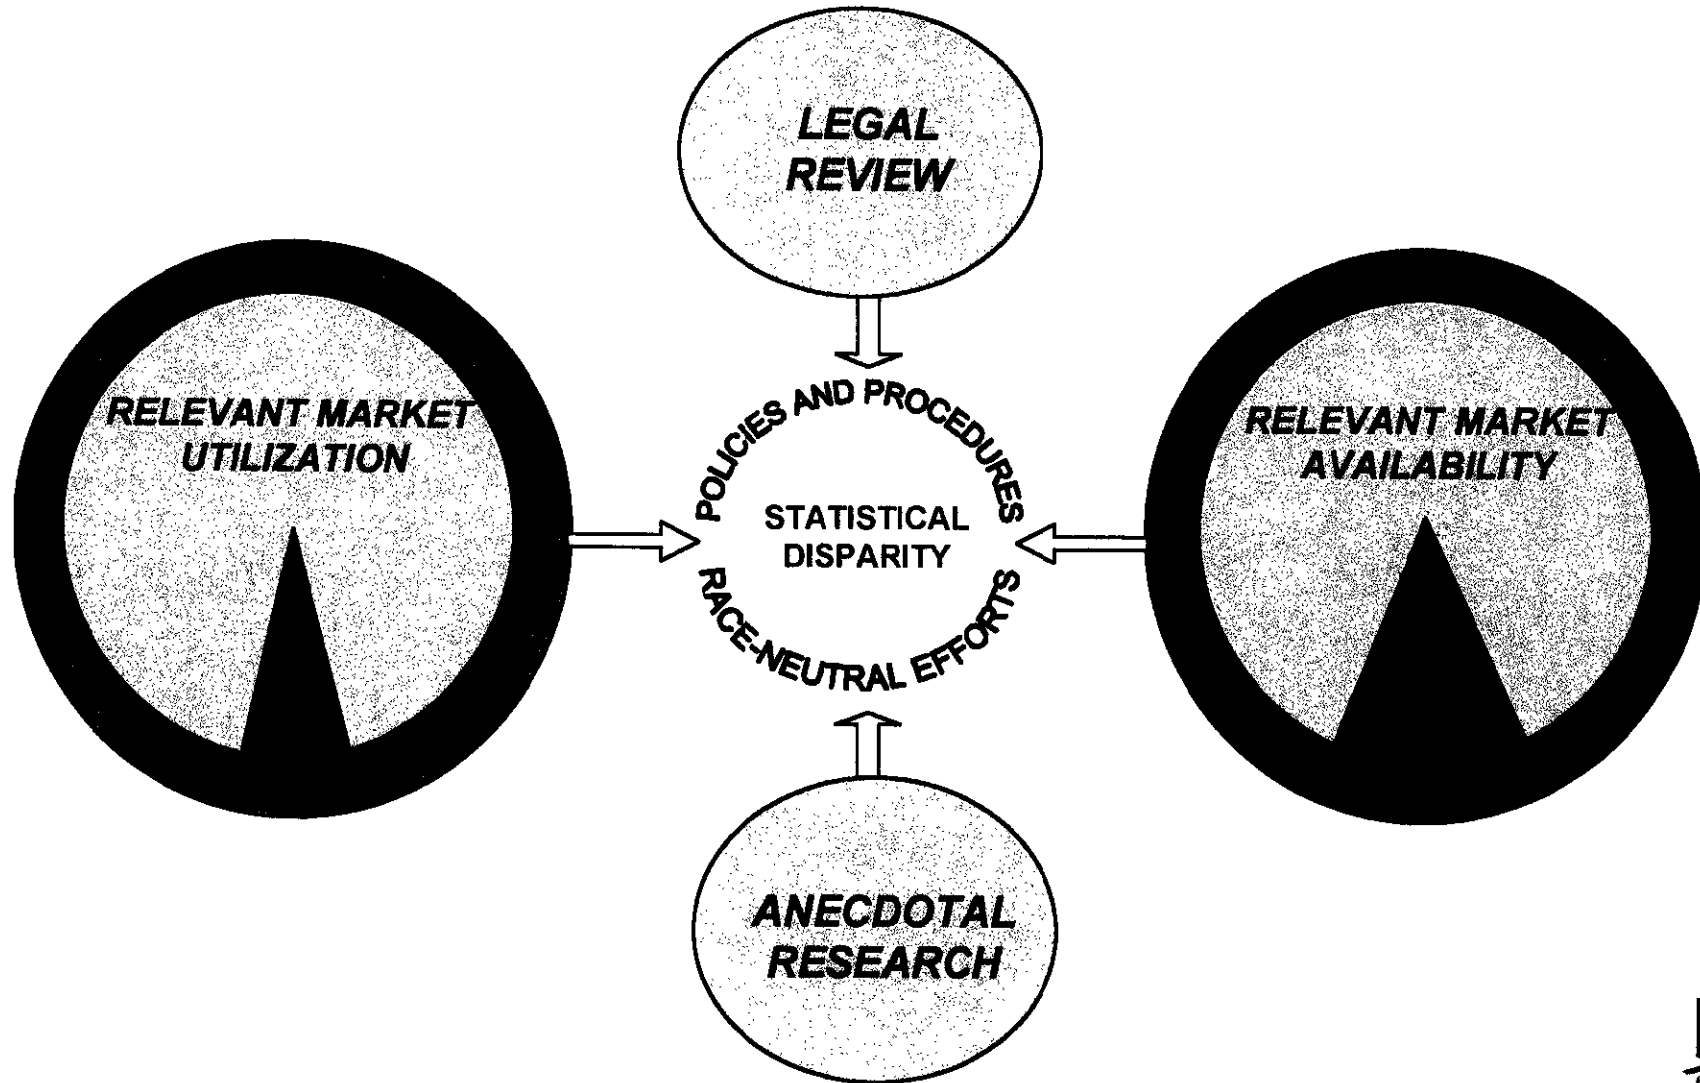 LEGAL
REVIEW
RELEVANT MARKET
UTILIZATION
POLICIES AND PROCEDURES
STATISTICAL
DISPARITY
RACE-NEUTRAL EFFORTS
RELEVANT MARKET
AVAILABILITY
ANECDOTAL
RESEARCH